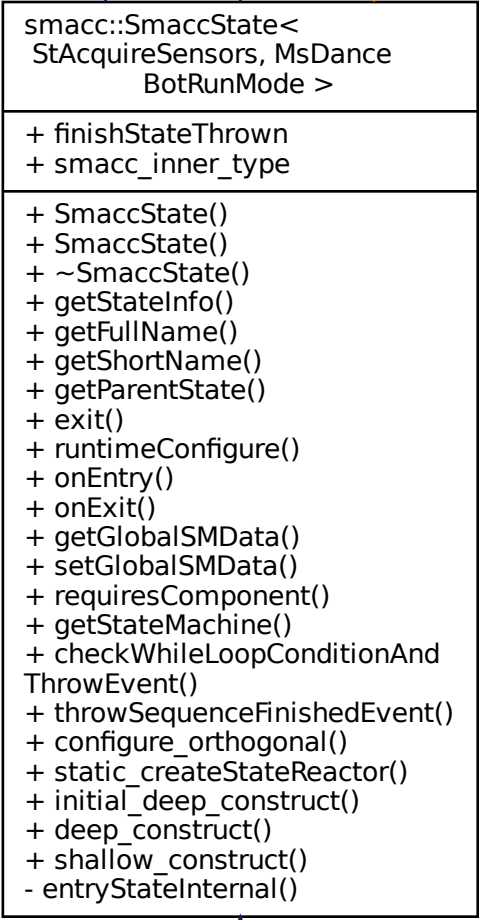 smacc::SmaccState<
StAcquireSensors, MsDance
BotRunMode >
+ finishStateThrown
+ smacc_inner_type
+ SmaccState()
+ SmaccState()
+ ~SmaccState()
+ getStateInfo()
+ getFullName()
+ getShortName()
+ getParentState()
+ exit()
+ runtimeConfigure()
+ onEntry()
+ onExit()
+ getGlobalSMData()
+ setGlobalSMData()
+ requiresComponent()
+ getStateMachine()
+ checkWhileLoopConditionAnd
ThrowEvent()
+ throwSequenceFinishedEvent()
+ configure_orthogonal()
+ static_createStateReactor()
+ initial_deep_construct()
+ deep_construct()
+ shallow_construct()
- entryStateInternal()